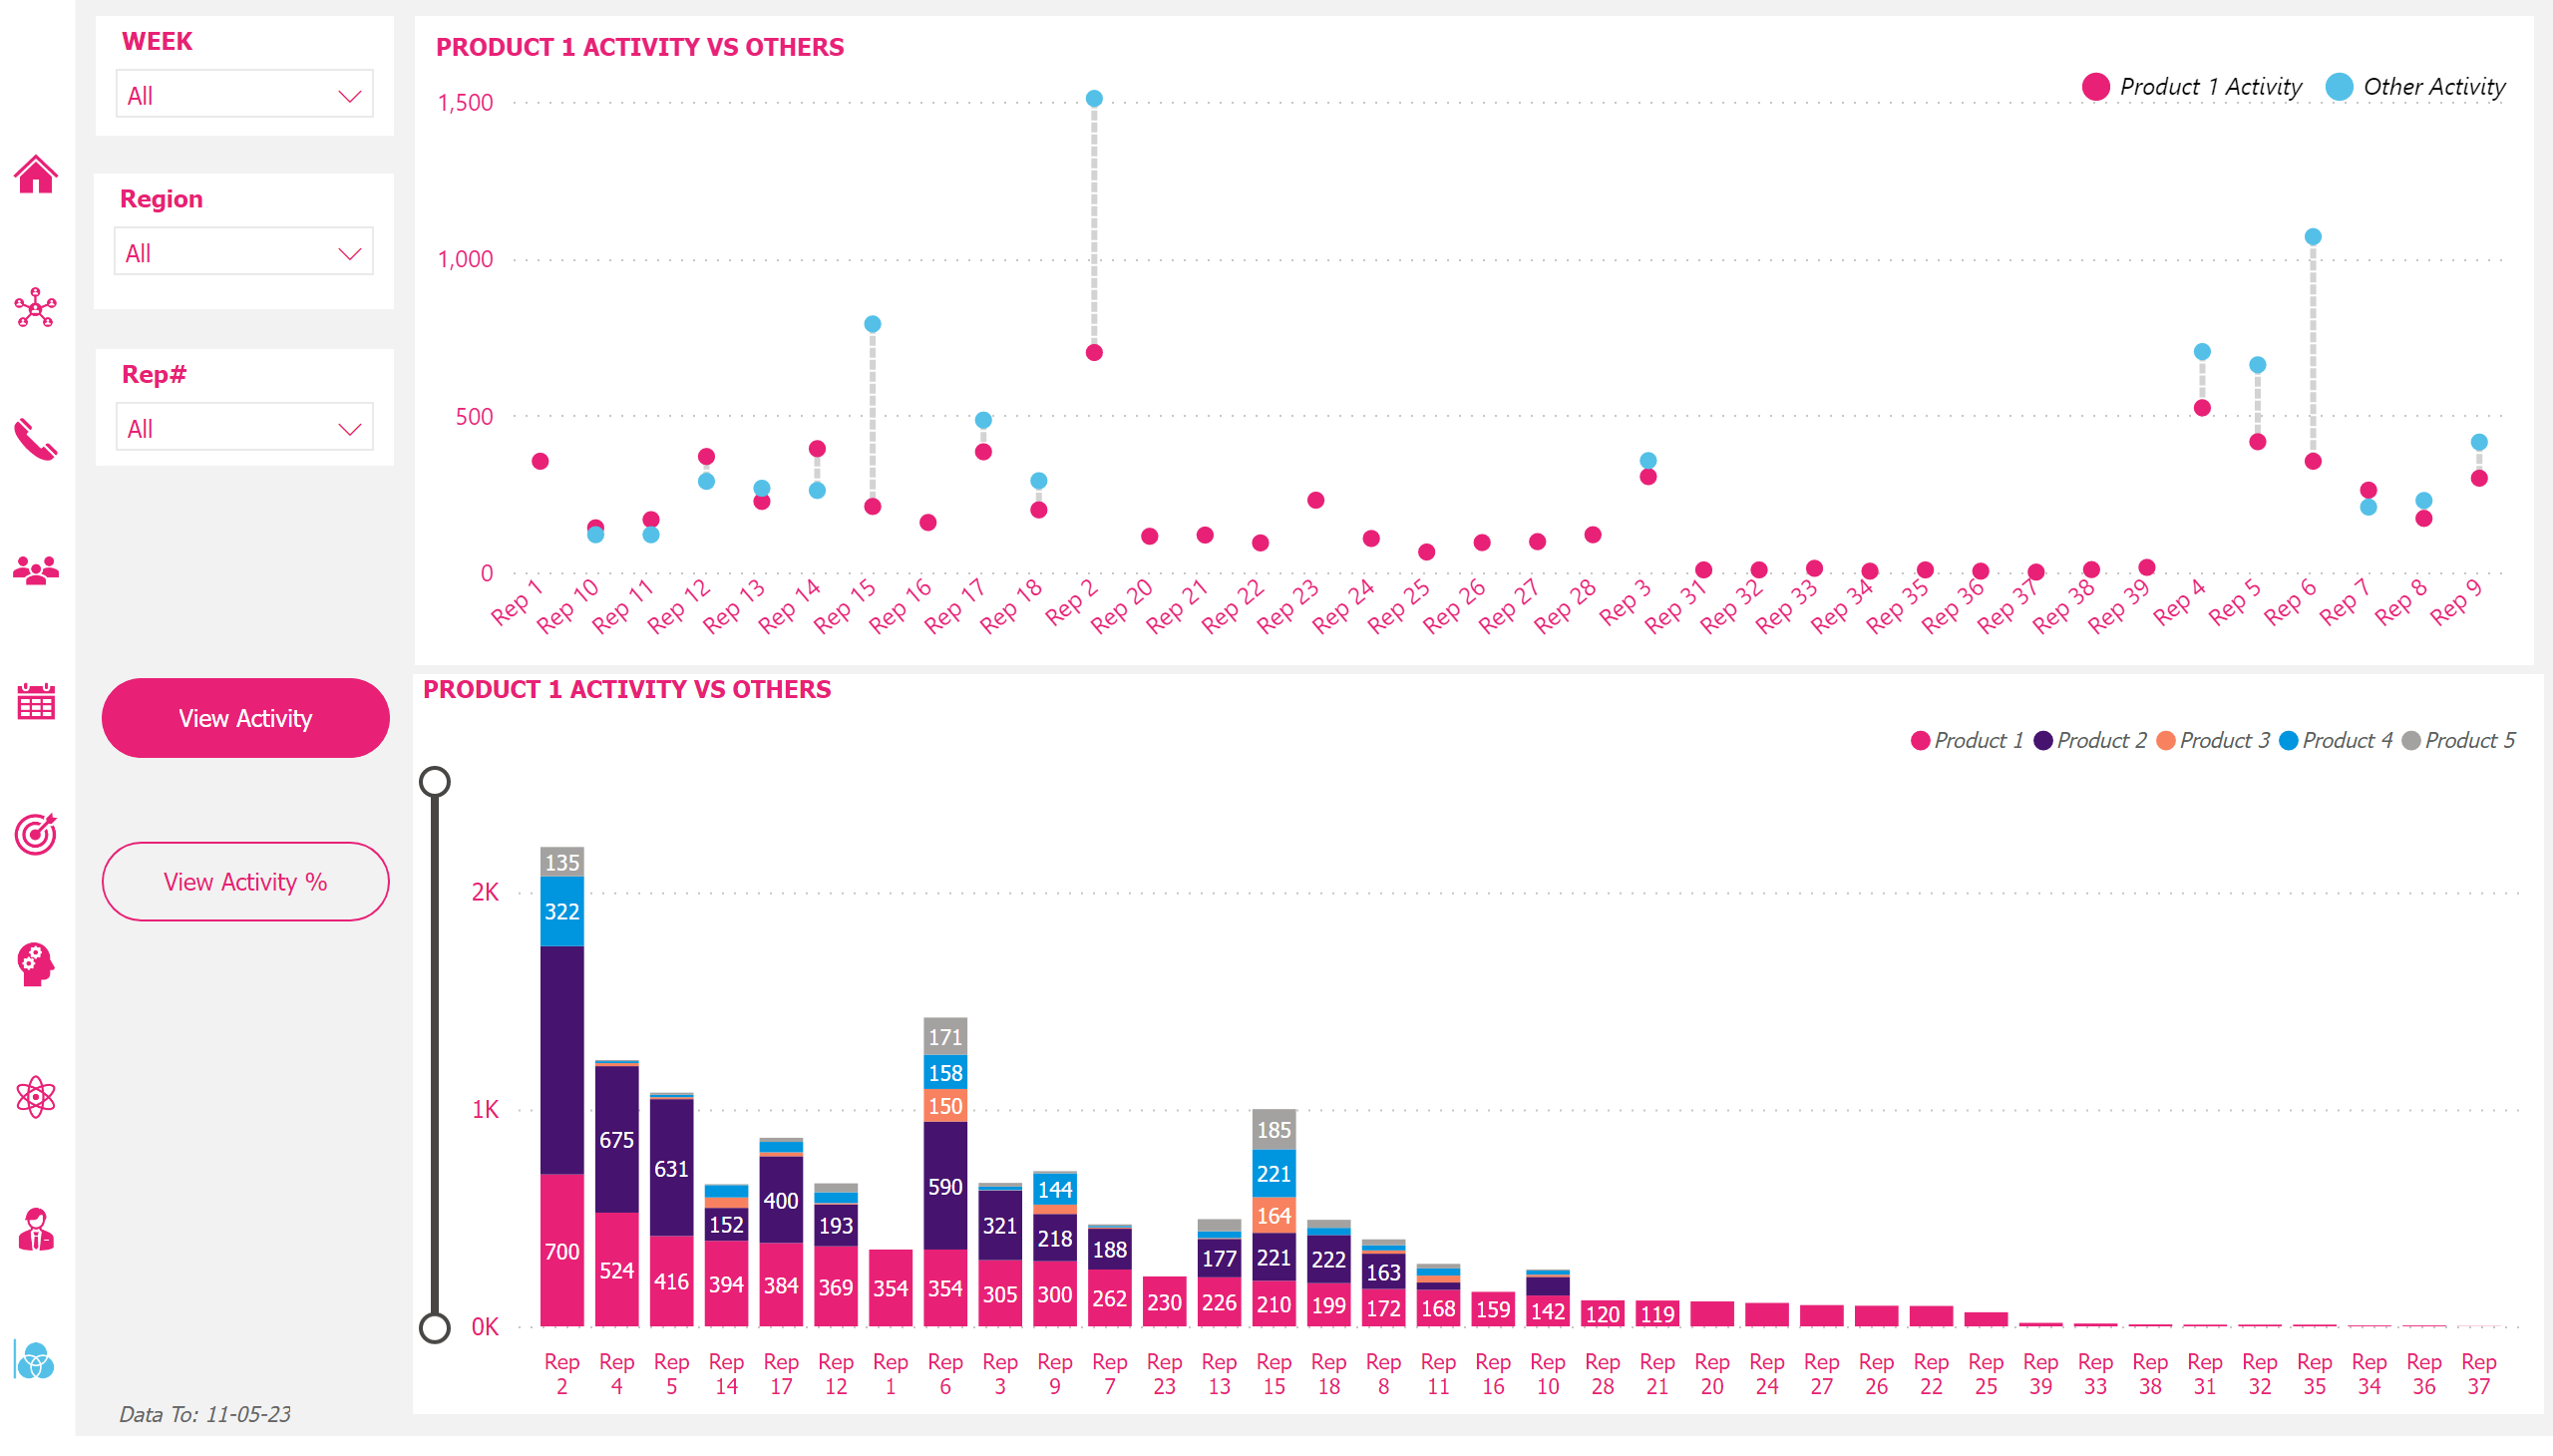 WEEK
All
Region
All
Rep#
All
View Activity
View Activity %
Data To: 11-05-23
PRODUCT 1 ACTIVITY VS OTHERS
Product 1 Activity Other Activity
1,500
1,000
500
0
Rep 1 Rep 10 Rep 11 Rep 12 Rep 13 Rep 14 Rep 15 Rep 16 Rep 17 Rep 18 Rep 2 Rep 20 Rep 21 Rep 22 Rep 23 Rep 24 Rep 25 Rep 26 Rep 27 Rep 28 Rep 3 Rep 31 Rep 32 Rep 33 Rep 34 Rep 35 Rep 36 Rep 37 Rep 38 Rep 39 Rep 4 Rep 5 Rep 6 Rep 7 Rep 8 Rep 9
PRODUCT 1 ACTIVITY VS OTHERS
Product 1 Product 2 Product 3 Product 4 Product 5
2K
1K
0K
135
322
700
675
524
631
416
152
394
400
384
193
369
354
171
158
150
590
354
321
305
144
218
300
188
262
230
177
226
185
221
164
221
210
222
199
163
172
168
159
142
120
119
Rep Rep Rep Rep Rep Rep Rep Rep Rep Rep Rep Rep Rep Rep Rep Rep Rep Rep Rep Rep Rep Rep Rep Rep Rep Rep Rep Rep Rep Rep Rep Rep Rep Rep Rep Rep
2 4 5 14 17 12 1 6 3 9 7 23 13 15 18 8 11 16 10 28 21 20 24 27 26 22 25 39 33 38 31 32 35 34 36 37